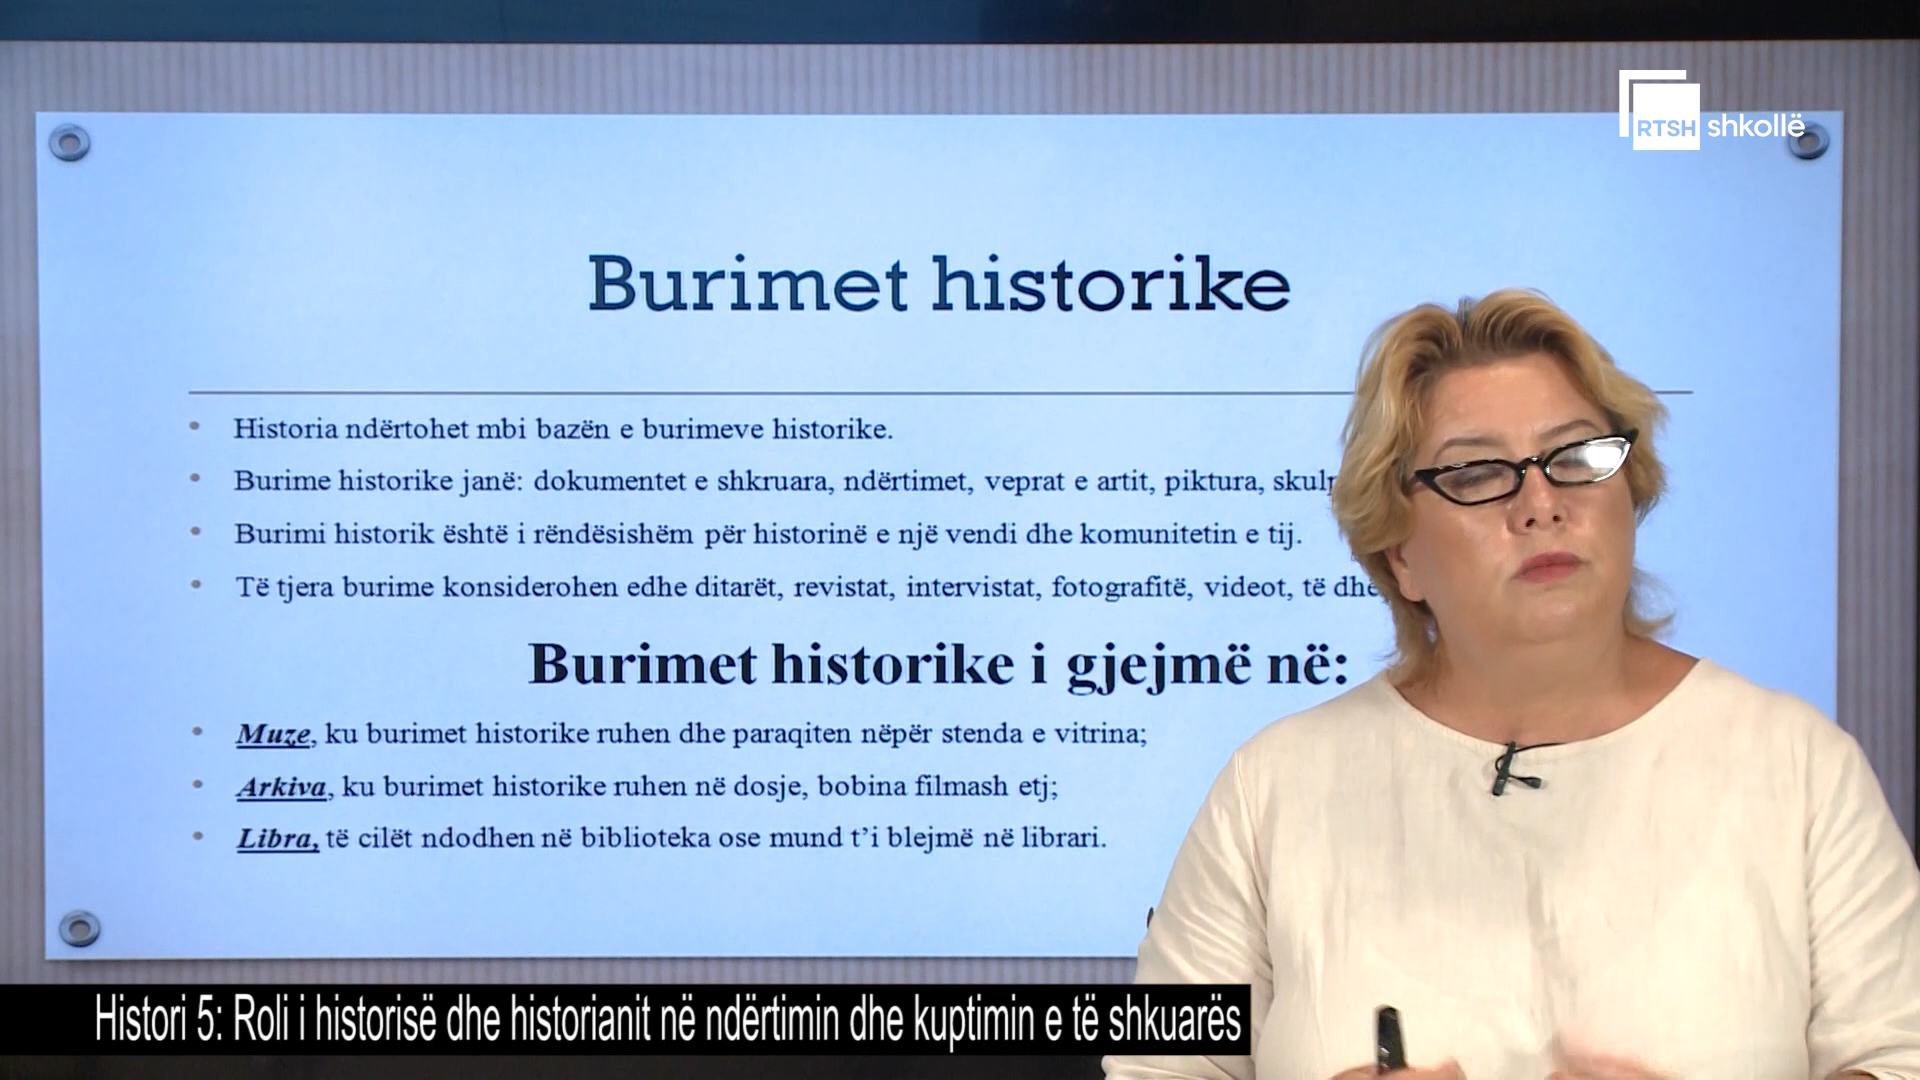 RTSH shkollë
Burimet historike
Historia ndërtohet mbi bazën e burimeve historike.
Burime historike janë: dokumentet e shkruara, ndërtimet, veprat e artit, piktura,
Burimi historik është i rëndësishëm për historinë e një vendi dhe komunitetin e tij.
Të tjera burime konsiderohen edhe ditarët, revistat, intervistat, fotografitë, videot, të
Burimet historike i gjejmë në:
Muze, ku burimet historike ruhen dhe paraqiten nëpër stenda e vitrina;
Arkiva, ku burimet historike ruhen në dosje, bobina filmash etj;
Libra, të cilët ndodhen në biblioteka ose mund t’i blejmë në librari.
Histori 5: Roli i historisë dhe historianit në ndërtimin dhe kuptimin e të shkuarës